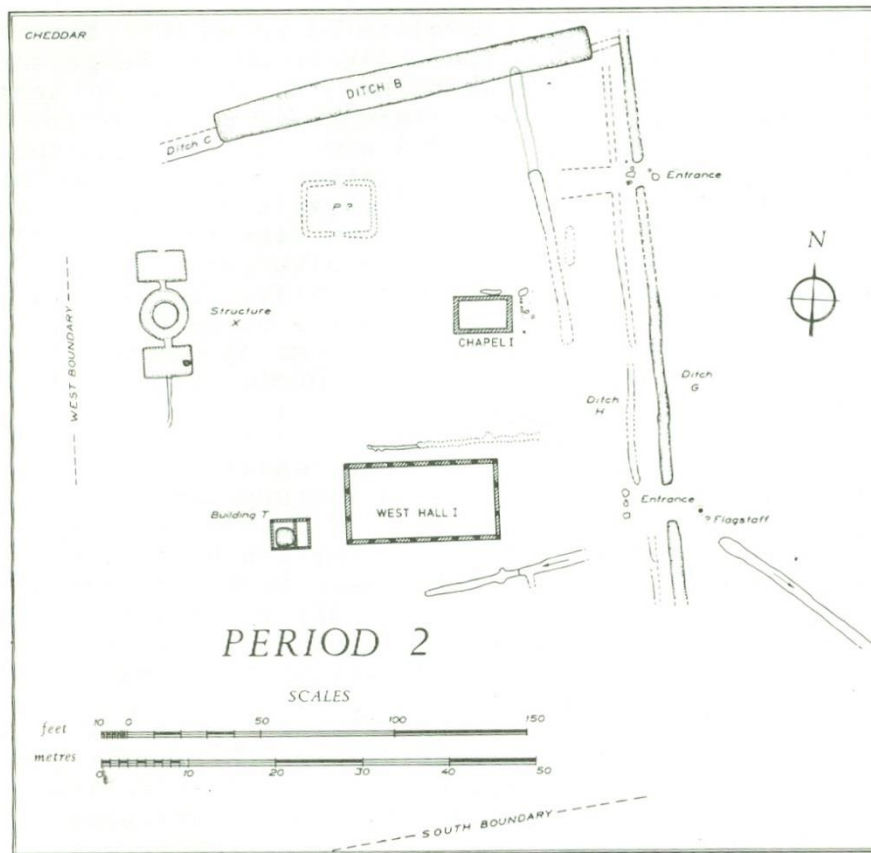 CHEDDAR
DITCH B
Ditch C
Entrance
P ?
N
Structure
X
WEST BOUNDARY
CHAPEL I
Ditch
G
Ditch
H
Entrance
? Flagstaff
Building T
WEST HALL I
PERIOD 2
SCALES
feet 10 0 50 100 150
metres 0 10 20 30 40 50
SOUTH BOUNDARY